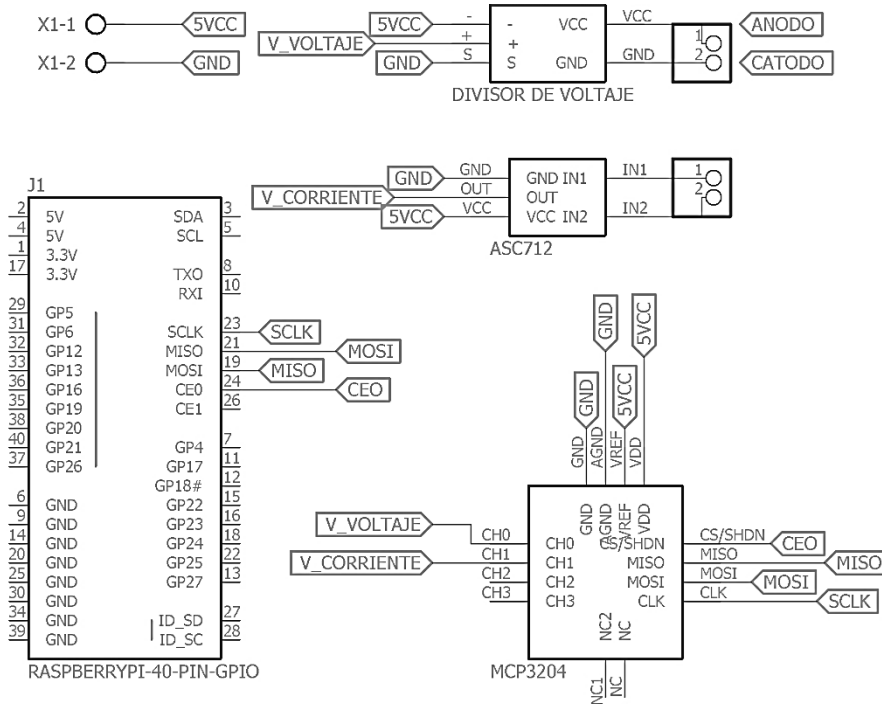 X1-1 5VCC
X1-2 GND
5VCC - - VCC VCC 1 ANODO
V_VOLTAJE + +
GND S S GND GND 2 CATODO
DIVISOR DE VOLTAJE
GND GND GND IN1 IN1 1
V_CORRIENTE OUT OUT
5VCC VCC VCC IN2 IN2 2
ASC712
J1
2 5V SDA 3
4 5V SCL 5
1 3.3V
17 3.3V TXO 8
RXI 10
29 GP5
31 GP6 SCLK 23 SCLK
32 GP12 MISO 21 MOSI
33 GP13 MOSI 19 MISO
36 GP16 CE0 24 CEO
35 GP19 CE1 26
38 GP20
40 GP21 GP4 7
37 GP26 GP17 11
GP18# 12
6 GND GP22 15
9 GND GP23 16
14 GND GP24 18
20 GND GP25 22
25 GND GP27 13
30 GND
34 GND ID_SD 27
39 GND ID_SC 28
RASPBERRYPI-40-PIN-GPIO
GND GND 5VCC 5VCC
GND AGND VREF VDD
GND AGND VREF VDD
V_VOLTAJE CH0 CH0 CS/SHDN CS/SHDN CEO
V_CORRIENTE CH1 CH1 MISO MISO MISO
CH2 CH2 MOSI MOSI MOSI
CH3 CH3 CLK CLK SCLK
NC2 NC
MCP3204
NC1 NC